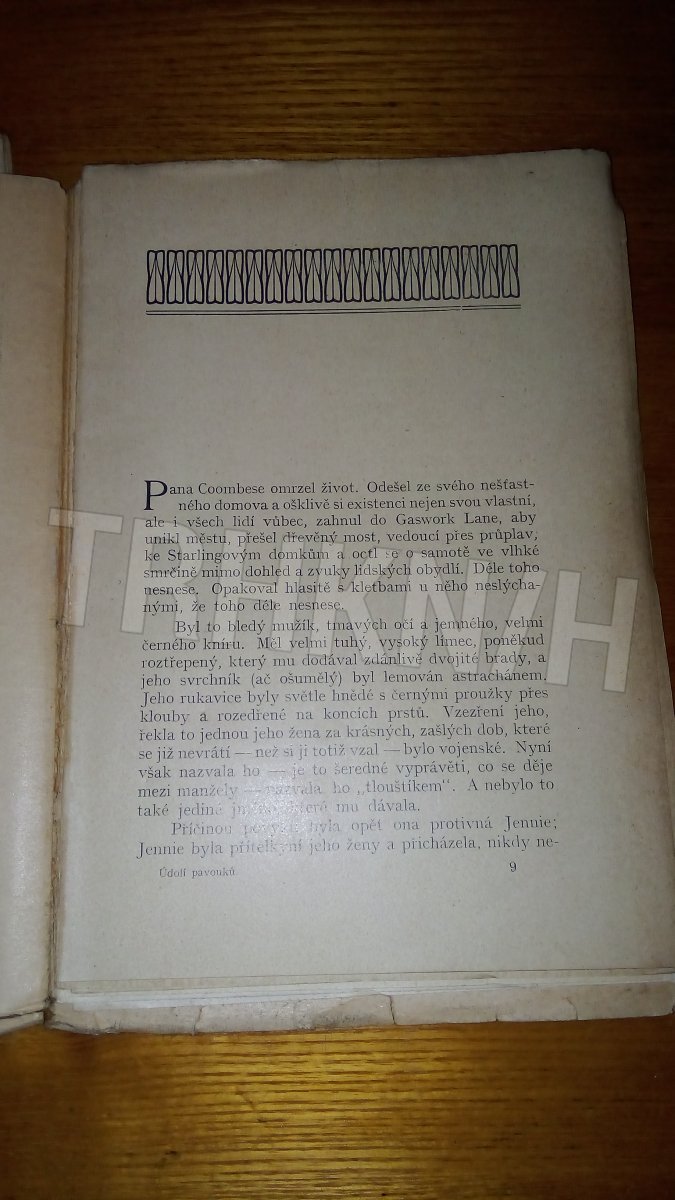 Pana Coombese omrzel život. Odešel ze svého nešťast-
ného domova a ošklivě si existenci nejen svou vlastní,
ale i všech lidí vůbec, zahnul do Gaswork Lane, aby
unikl městu, přešel dřevěný most, vedoucí přes průplav,
ke Starlingovým domkům a octl se o samotě ve vlhké
smrčině mimo dohled a zvuky lidských obydlí. Déle toho
nesnese. Opakoval hlasitě s kletbami u něho neslýcha-
nými, že toho déle nesnese.
Byl to bledý mužík, tmavých očí a jemného, velmi
černého kníru. Měl velmi tuhý, vysoký límec, poněkud
roztřepený, který mu dodával zdánlivě dvojité brady, a
jeho svrchník (ač ošumělý) byl lemován astrachánem.
Jeho rukavice byly světle hnědé s černými proužky přes
klouby a rozedřené na koncích prstů. Vzezření jeho,
řekla to jednou jeho žena za krásných, zašlých dob, které
se již nevrátí — než si ji totiž vzal — bylo vojenské. Nyní
však nazvala ho — je to šeredné vyprávěti, co se děje
mezi manžely — nazvala ho „tlouštíkem“. A nebylo to
také jediné které mu dávala.
Příčinou byla opět ona protivná Jennie;
Jennie byla přítelkyní jeho ženy a přicházela, nikdy ne-
Údolí pavouků
9